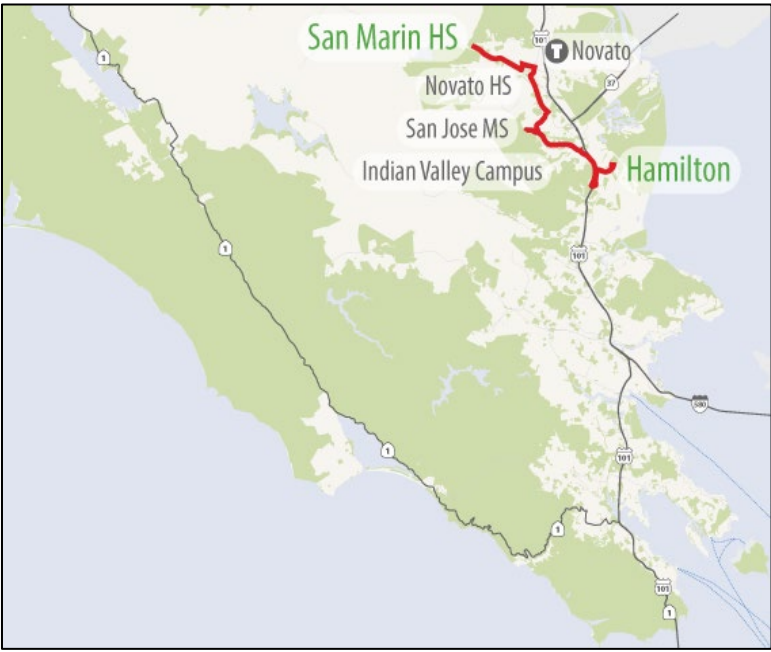 San Marin HS
101
T Novato
1
37
Novato HS
San Jose MS
Indian Valley Campus
Hamilton
1
101
580
1
101
1
101
1